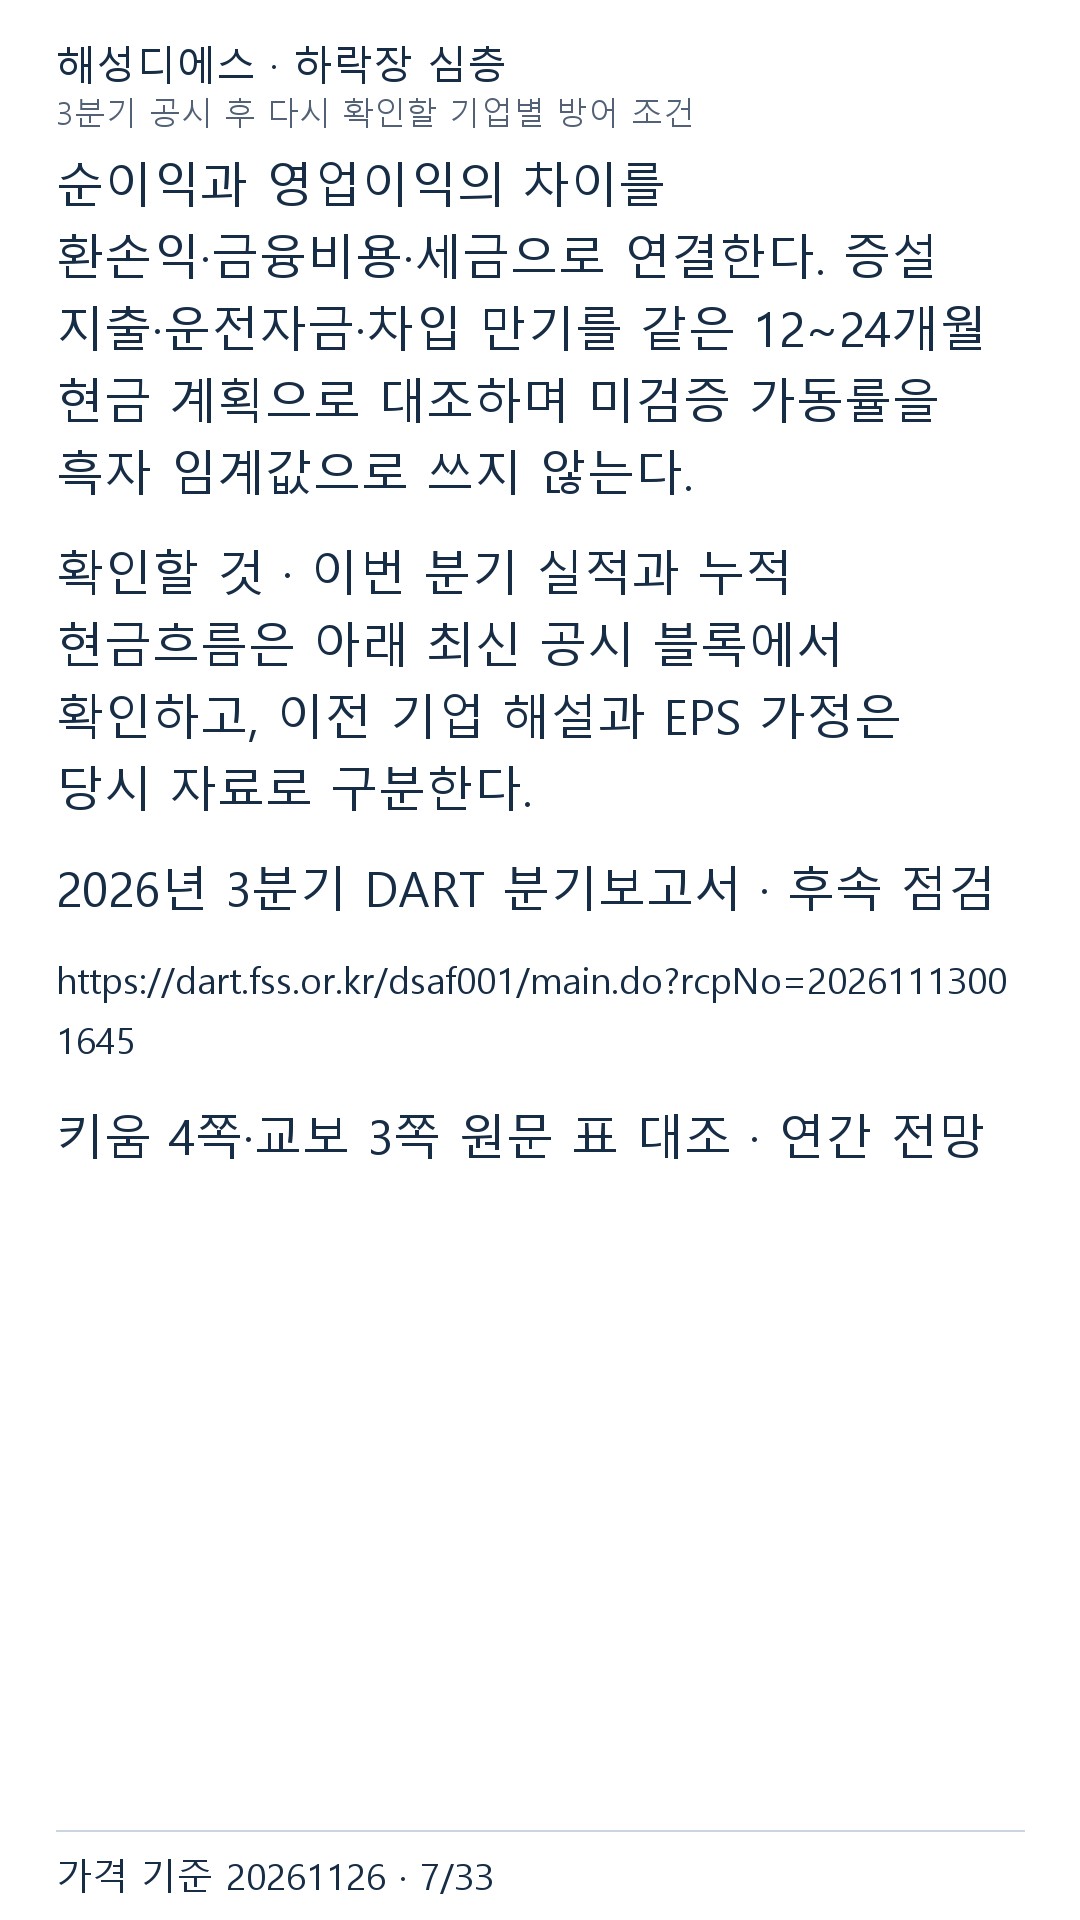 해성디에스 · 하락장 심층
3분기 공시 후 다시 확인할 기업별 방어 조건
순이익과 영업이익의 차이를
환손익·금융비용·세금으로 연결한다. 증설
지출·운전자금·차입 만기를 같은 12~24개월
현금 계획으로 대조하며 미검증 가동률을
흑자 임계값으로 쓰지 않는다.
확인할 것 · 이번 분기 실적과 누적
현금흐름은 아래 최신 공시 블록에서
확인하고, 이전 기업 해설과 EPS 가정은
당시 자료로 구분한다.
2026년 3분기 DART 분기보고서 · 후속 점검
https://dart.fss.or.kr/dsaf001/main.do?rcpNo=2026111300
1645
키움 4쪽·교보 3쪽 원문 표 대조 · 연간 전망
가격 기준 20261126 · 7/33